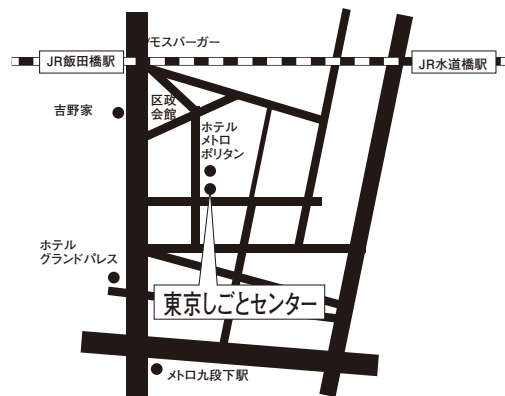 モスバーガー
JR飯田橋駅
JR水道橋駅
吉野家
区政
会館
ホテル
メトロ
ポリタン
ホテル
グランドパレス
東京しごとセンター
メトロ九段下駅